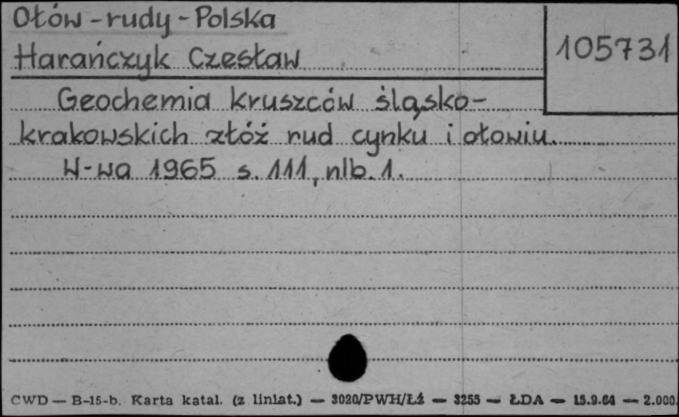 Ołów - rudy - Polska
105731
Harańczyk Czesław
Geochemia kruszców śląsko-
krakowskich złóż rud cynku i ołowiu.
W-wa 1965 s. 111, nlb. 1.
CWD — B-15-b. Karta katal. (z liniat.) — 3020/PWH/Łź — 3255 — ŁDA — 15.9.64 — 2.000